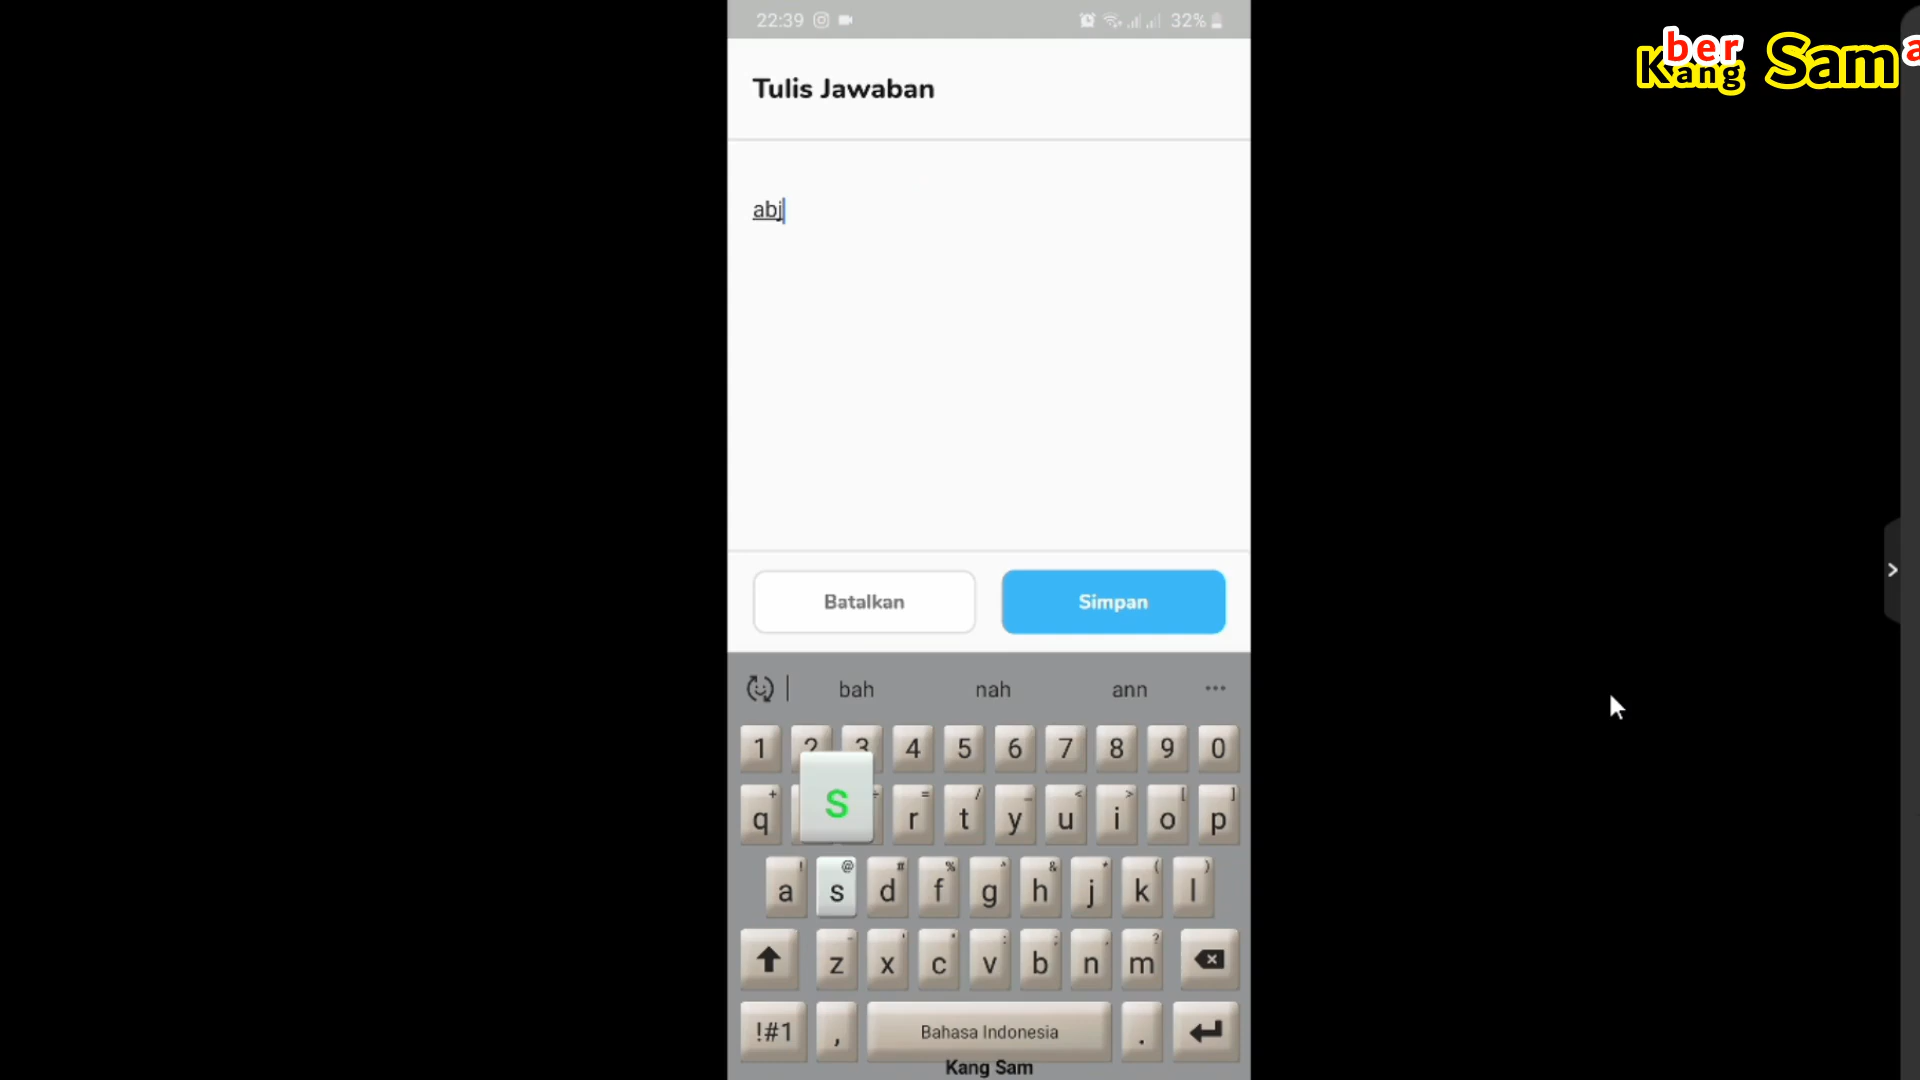 22:39 32%
ber a
Kang Sam
Tulis Jawaban
abj
Batalkan Simpan
bah nah ann ...
1 2 3 4 5 6 7 8 9 0
S
q r t y u i o p
a s d f g h j k l
z x c v b n m
!#1 , Bahasa Indonesia .
Kang Sam